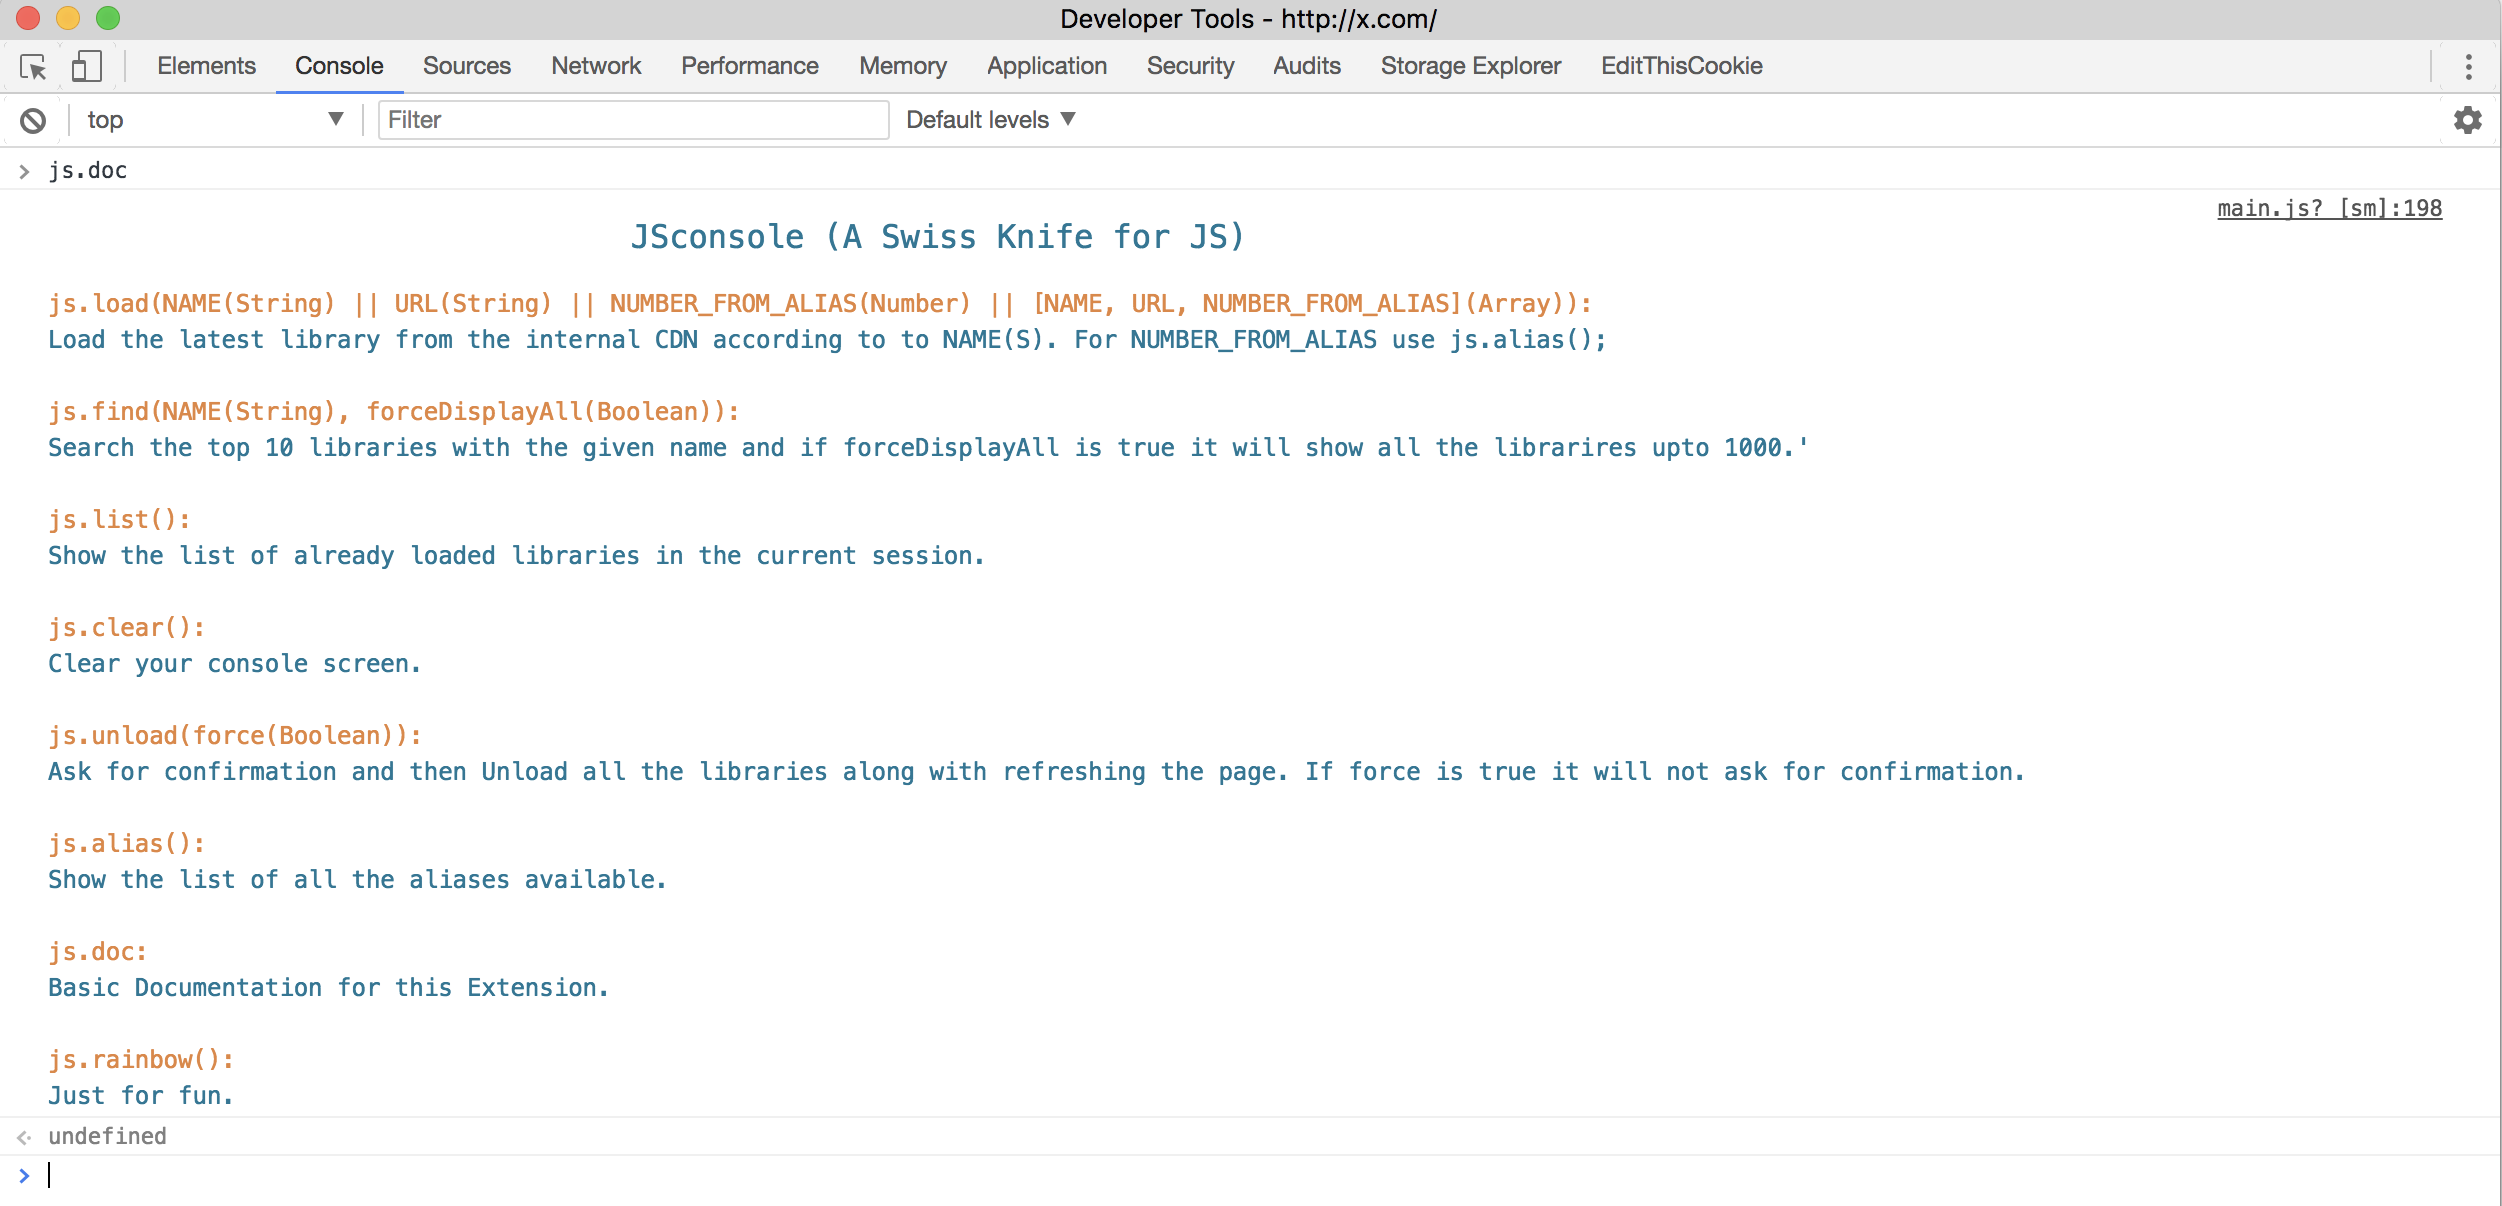 Developer Tools - http://x.com/
Elements Console Sources Network Performance Memory Application Security Audits Storage Explorer EditThisCookie
top Filter Default levels
js.doc
main.js? [sm]:198
JSconsole (A Swiss Knife for JS)
js.load(NAME(String) || URL(String) || NUMBER_FROM_ALIAS(Number) || [NAME, URL, NUMBER_FROM_ALIAS](Array)):
Load the latest library from the internal CDN according to to NAME(S). For NUMBER_FROM_ALIAS use js.alias();
js.find(NAME(String), forceDisplayAll(Boolean)):
Search the top 10 libraries with the given name and if forceDisplayAll is true it will show all the librarires upto 1000.'
js.list():
Show the list of already loaded libraries in the current session.
js.clear():
Clear your console screen.
js.unload(force(Boolean)):
Ask for confirmation and then Unload all the libraries along with refreshing the page. If force is true it will not ask for confirmation.
js.alias():
Show the list of all the aliases available.
js.doc:
Basic Documentation for this Extension.
js.rainbow():
Just for fun.
undefined